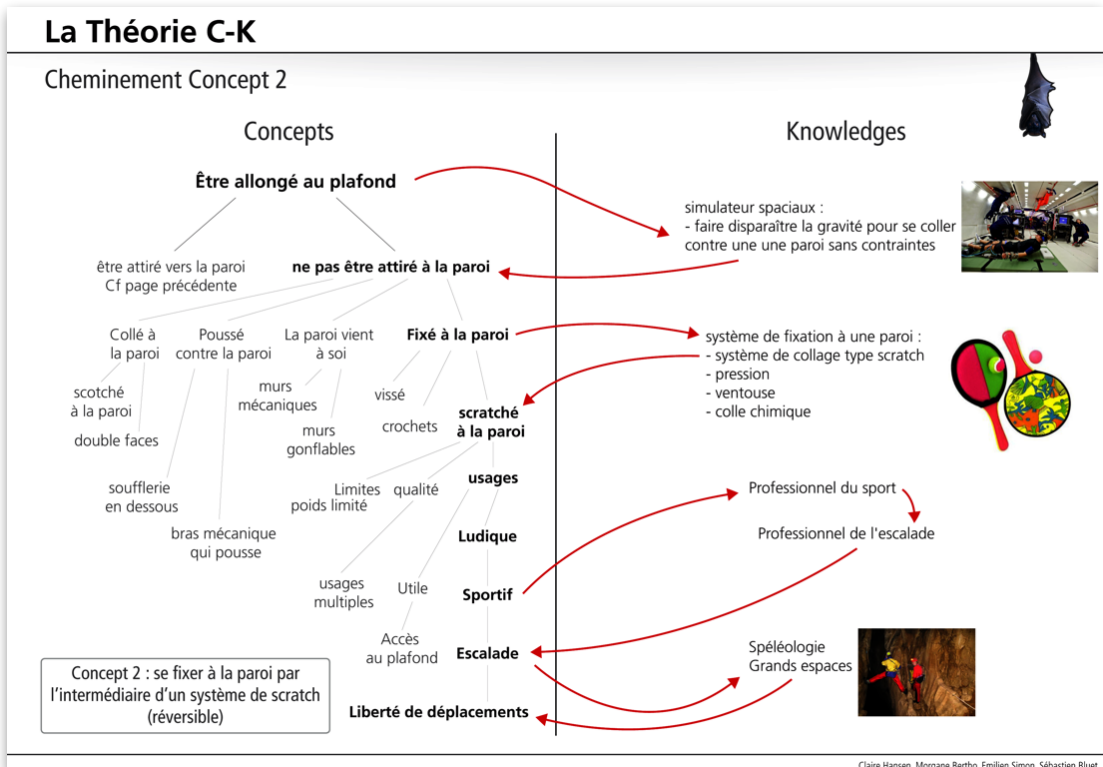 La Théorie C-K
Cheminement Concept 2
Concepts
Knowledges
Être allongé au plafond
simulateur spaciaux :
- faire disparaître la gravité pour se coller
contre une une paroi sans contraintes
être attiré vers la paroi
Cf page précédente
ne pas être attiré à la paroi
Collé à
la paroi
Poussé
contre la paroi
La paroi vient
à soi
Fixé à la paroi
système de fixation à une paroi :
- système de collage type scratch
- pression
- ventouse
- colle chimique
scotché
à la paroi
double faces
murs
mécaniques
murs
gonflables
vissé
crochets
scratché
à la paroi
soufflerie
en dessous
bras mécanique
qui pousse
Limites
poids limité
qualité
usages
Professionnel du sport
Professionnel de l'escalade
Ludique
usages
multiples
Utile
Sportif
Accès
au plafond
Escalade
Spéléologie
Grands espaces
Concept 2 : se fixer à la paroi par
l'intermédiaire d'un système de scratch
(réversible)
Liberté de déplacements
Claire Hansen, Morgane Bertho, Emilien Simon, Sébastien Bluet